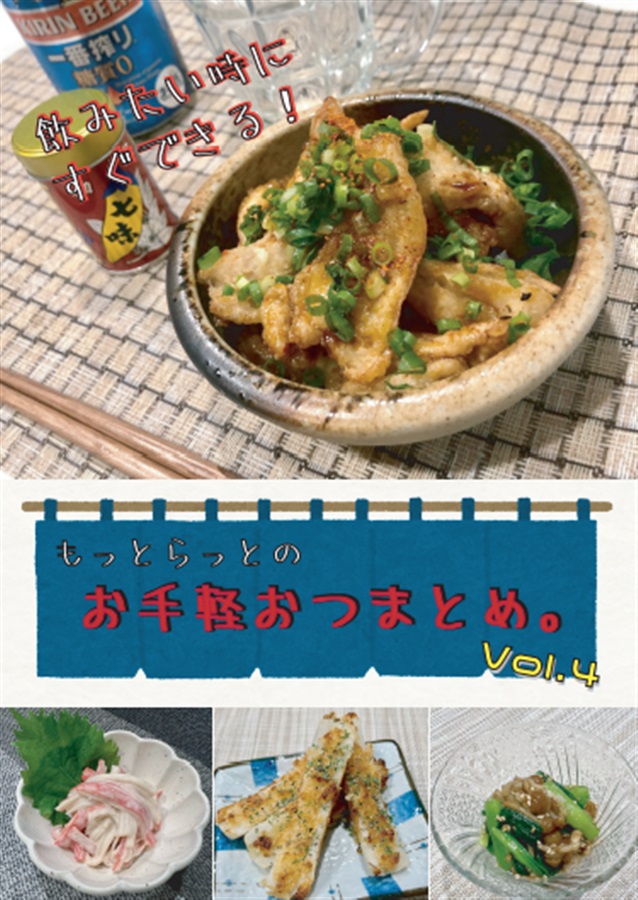 KIRIN BEER
一番搾り
糖質0
飲みたい時に
すぐできる!
七味
もっとらっとの
お手軽おつまとめ。
Vol.4